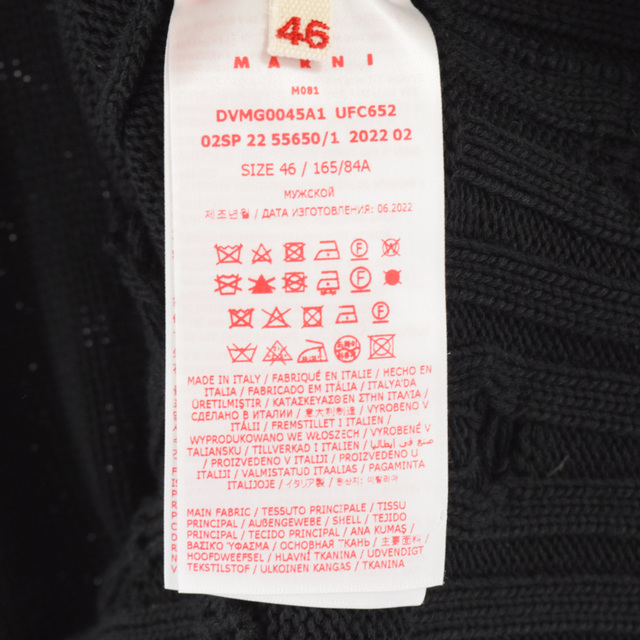 46
MARNI
M081
DVMG0045A1 UFC652
02SP 22 55650/1 2022 02
SIZE 46 / 165/84A
МУЖСКОЙ
제조년월 / ДАТА ИЗГОТОВЛЕНИЯ: 06.2022
MADE IN ITALY / FABRIQUÉ EN ITALIE / HECHO EN
ITALIA / FABRICADO EM ITÁLIA / ITALYA'DA
ÜRETILMIŞTIR / ΚΑΤΑΣΚΕΥΑΣΘΕΝ ΣΤΗΝ ΙΤΑΛΙΑ /
СДЕЛАНО В ИТАЛИИ / 意大利制造 / VYROBENO V
ITÁLII / FREMSTILLET I ITALIEN /
WYPRODUKOWANO WE WŁOSZECH / VYROBENÉ V
TALIANSKU / TILLVERKAD I ITALIEN / صنع في ايطاليا
/ PROIZVEDENO V ITALIJI / PROIZVEDENO U
ITALIJI / VALMISTATUD ITAALIAS / PAGAMINTA
ITALIJOJE / イタリア製 / 원산지: 이탈리아
MAIN FABRIC / TESSUTO PRINCIPALE / TISSU
PRINCIPAL / AUßENGEWEBE / SHELL / TEJIDO
PRINCIPAL / TECIDO PRINCIPAL / ANA KUMAŞ /
ΒΑΣΙΚΟ ΥΦΑΣΜΑ / ОСНОВНАЯ ТКАНЬ / 主要面料 /
HOOFDWEEFSEL / HLAVNÍ TKANINA / UDVENDIGT
TEKSTILSTOF / ULKOINEN KANGAS / TKANINA